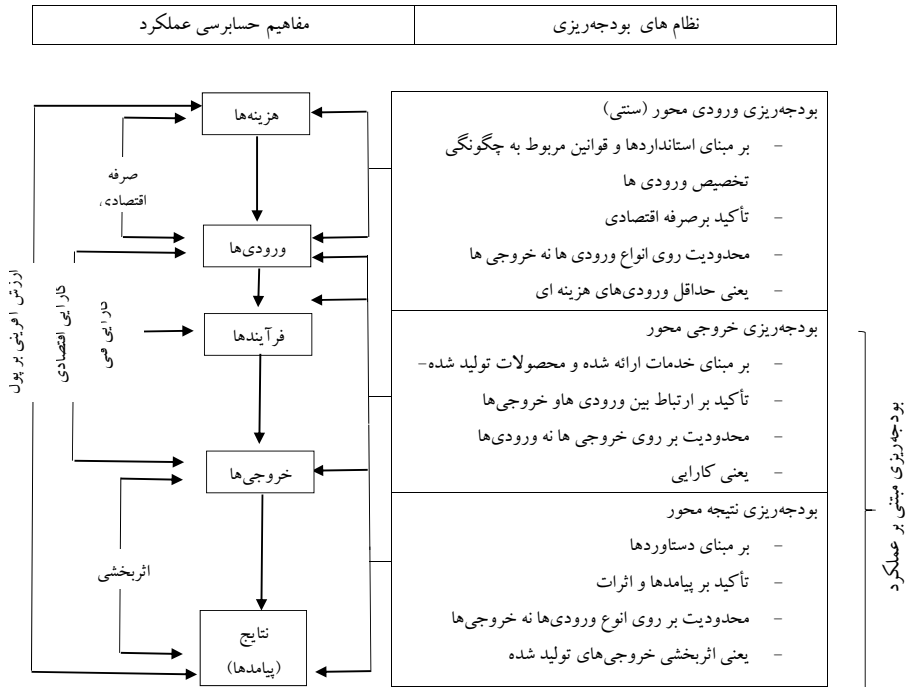 نظام های بودجه‌ریزی
مفاهیم حسابرسی عملکرد
بودجه‌ریزی ورودی محور (سنتی)
- بر مبنای استانداردها و قوانین مربوط به چگونگی
تخصیص ورودی ها
- تأکید برصرفه اقتصادی
- محدودیت روی انواع ورودی ها نه خروجی ها
- یعنی حداقل ورودی‌های هزینه ای
بودجه‌ریزی خروجی محور
- بر مبنای خدمات ارائه شده و محصولات تولید شده-
- تأکید بر ارتباط بین ورودی هاو خروجی‌ها
- محدودیت بر روی خروجی ها نه ورودی‌ها
- یعنی کارایی
بودجه‌ریزی نتیجه محور
- بر مبنای دستاوردها
- تأکید بر پیامدها و اثرات
- محدودیت بر روی انوع ورودی‌ها نه خروجی‌ها
- یعنی اثربخشی خروجی‌های تولید شده
بودجه‌ریزی مبتنی بر عملکرد
هزینه‌ها
ورودی‌ها
فرآیندها
خروجی‌ها
نتایج
(پیامدها)
صرفه
اقتصادی
کارایی فنی
کارایی اقتصادی
ارزش آفرینی بر پول
اثربخشی